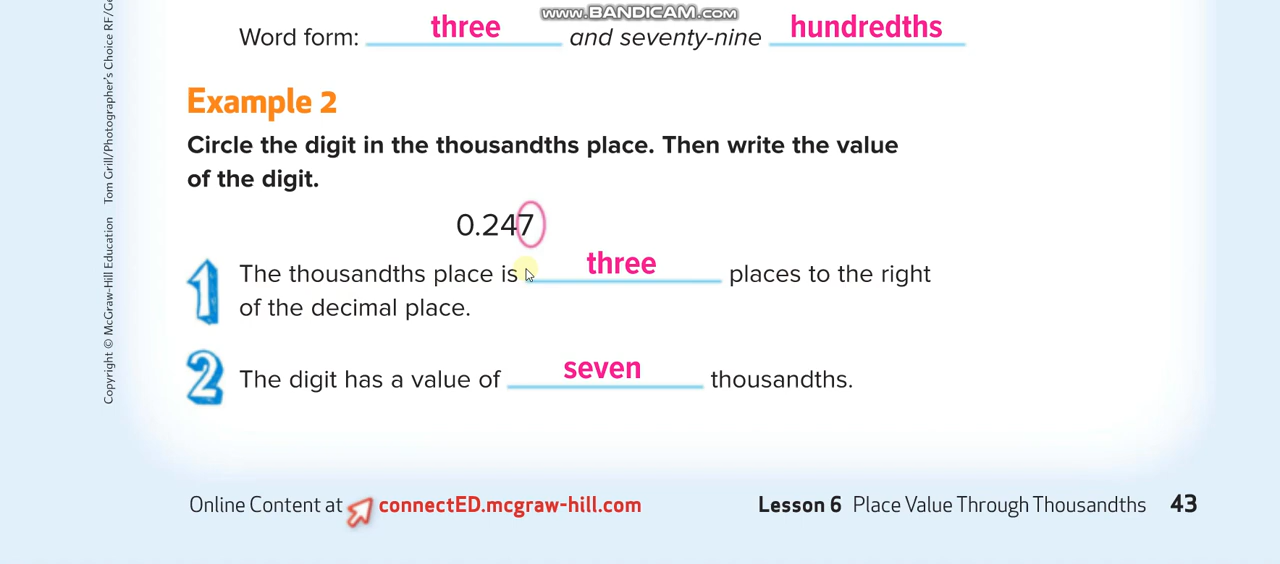 www.BANDICAM.com
Word form: three and seventy-nine hundredths
Example 2
Circle the digit in the thousandths place. Then write the value
of the digit.
0.247
1 The thousandths place is three places to the right
of the decimal place.
2 The digit has a value of seven thousandths.
Online Content at connectED.mcgraw-hill.com Lesson 6 Place Value Through Thousandths 43
Copyright © McGraw-Hill Education Tom Grill/Photographer's Choice RF/Ge